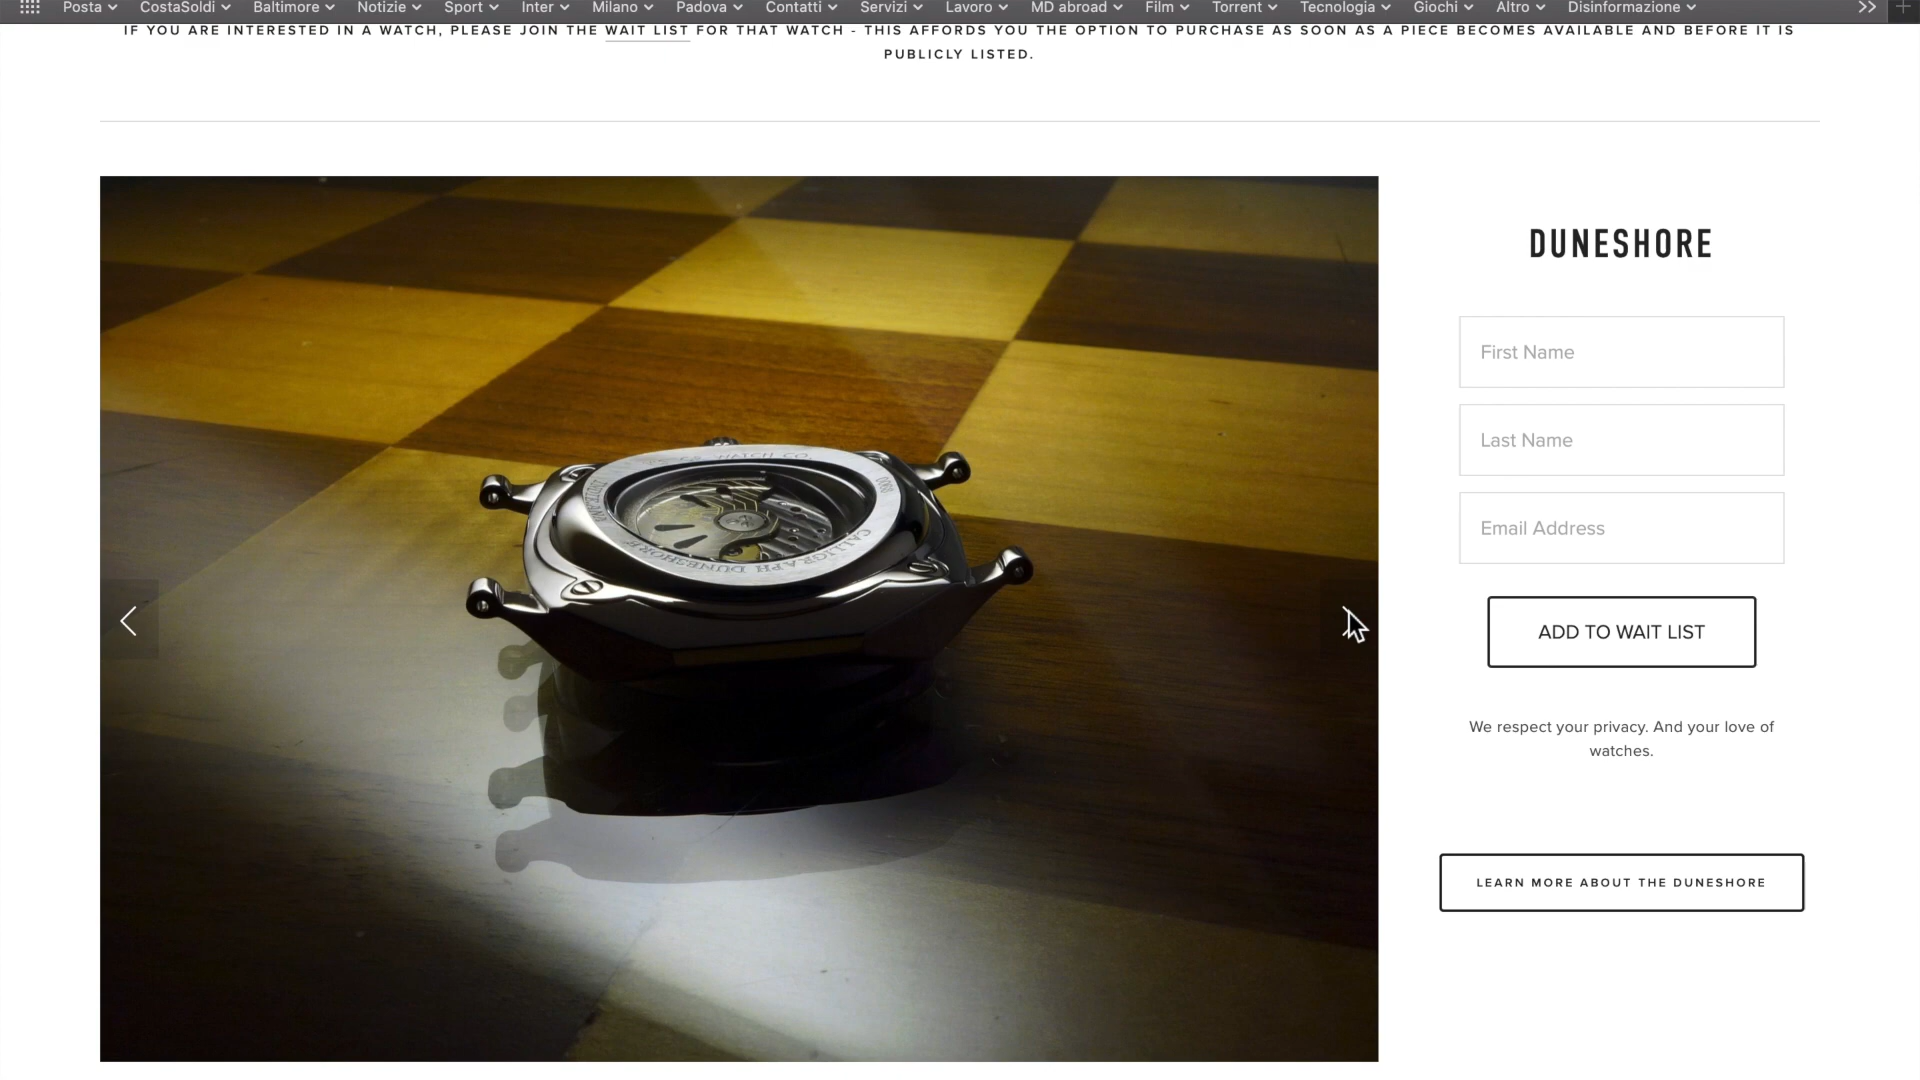 Posta CostaSoldi Baltimore Notizie Sport Inter Milano Padova Contatti Servizi Lavoro MD abroad Film Torrent Tecnologia Giochi Altro Disinformazione
IF YOU ARE INTERESTED IN A WATCH, PLEASE JOIN THE WAIT LIST FOR THAT WATCH - THIS AFFORDS YOU THE OPTION TO PURCHASE AS SOON AS A PIECE BECOMES AVAILABLE AND BEFORE IT IS
PUBLICLY LISTED.
DUNESHORE
First Name
Last Name
Email Address
ADD TO WAIT LIST
We respect your privacy. And your love of
watches.
LEARN MORE ABOUT THE DUNESHORE
WATCH CO.
CALLIGRAPH DUNESHORE